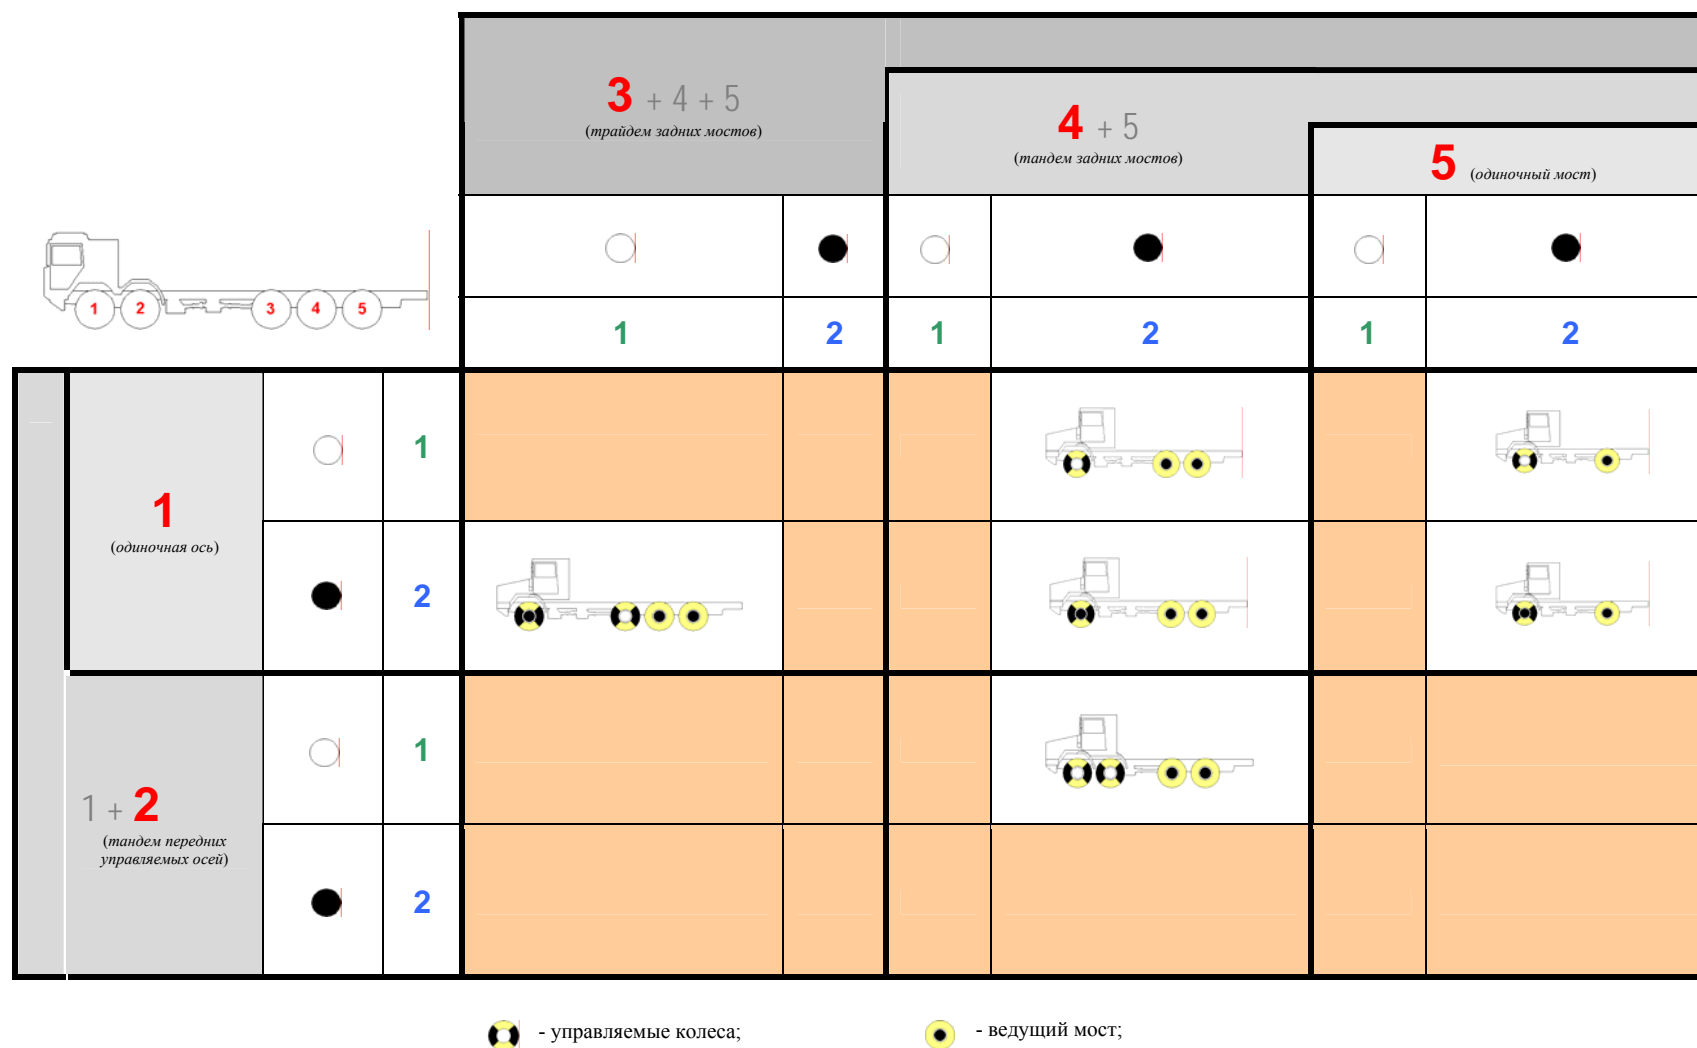 3 + 4 + 5
(трайдем задних мостов)
4 + 5
(тандем задних мостов)
5 (одиночный мост)
1 2 3 4 5
1 2 1 2 1 2
1
(одиночная ось)
1
2
1 + 2
(тандем передних
управляемых осей)
1
2
- управляемые колеса;
- ведущий мост;